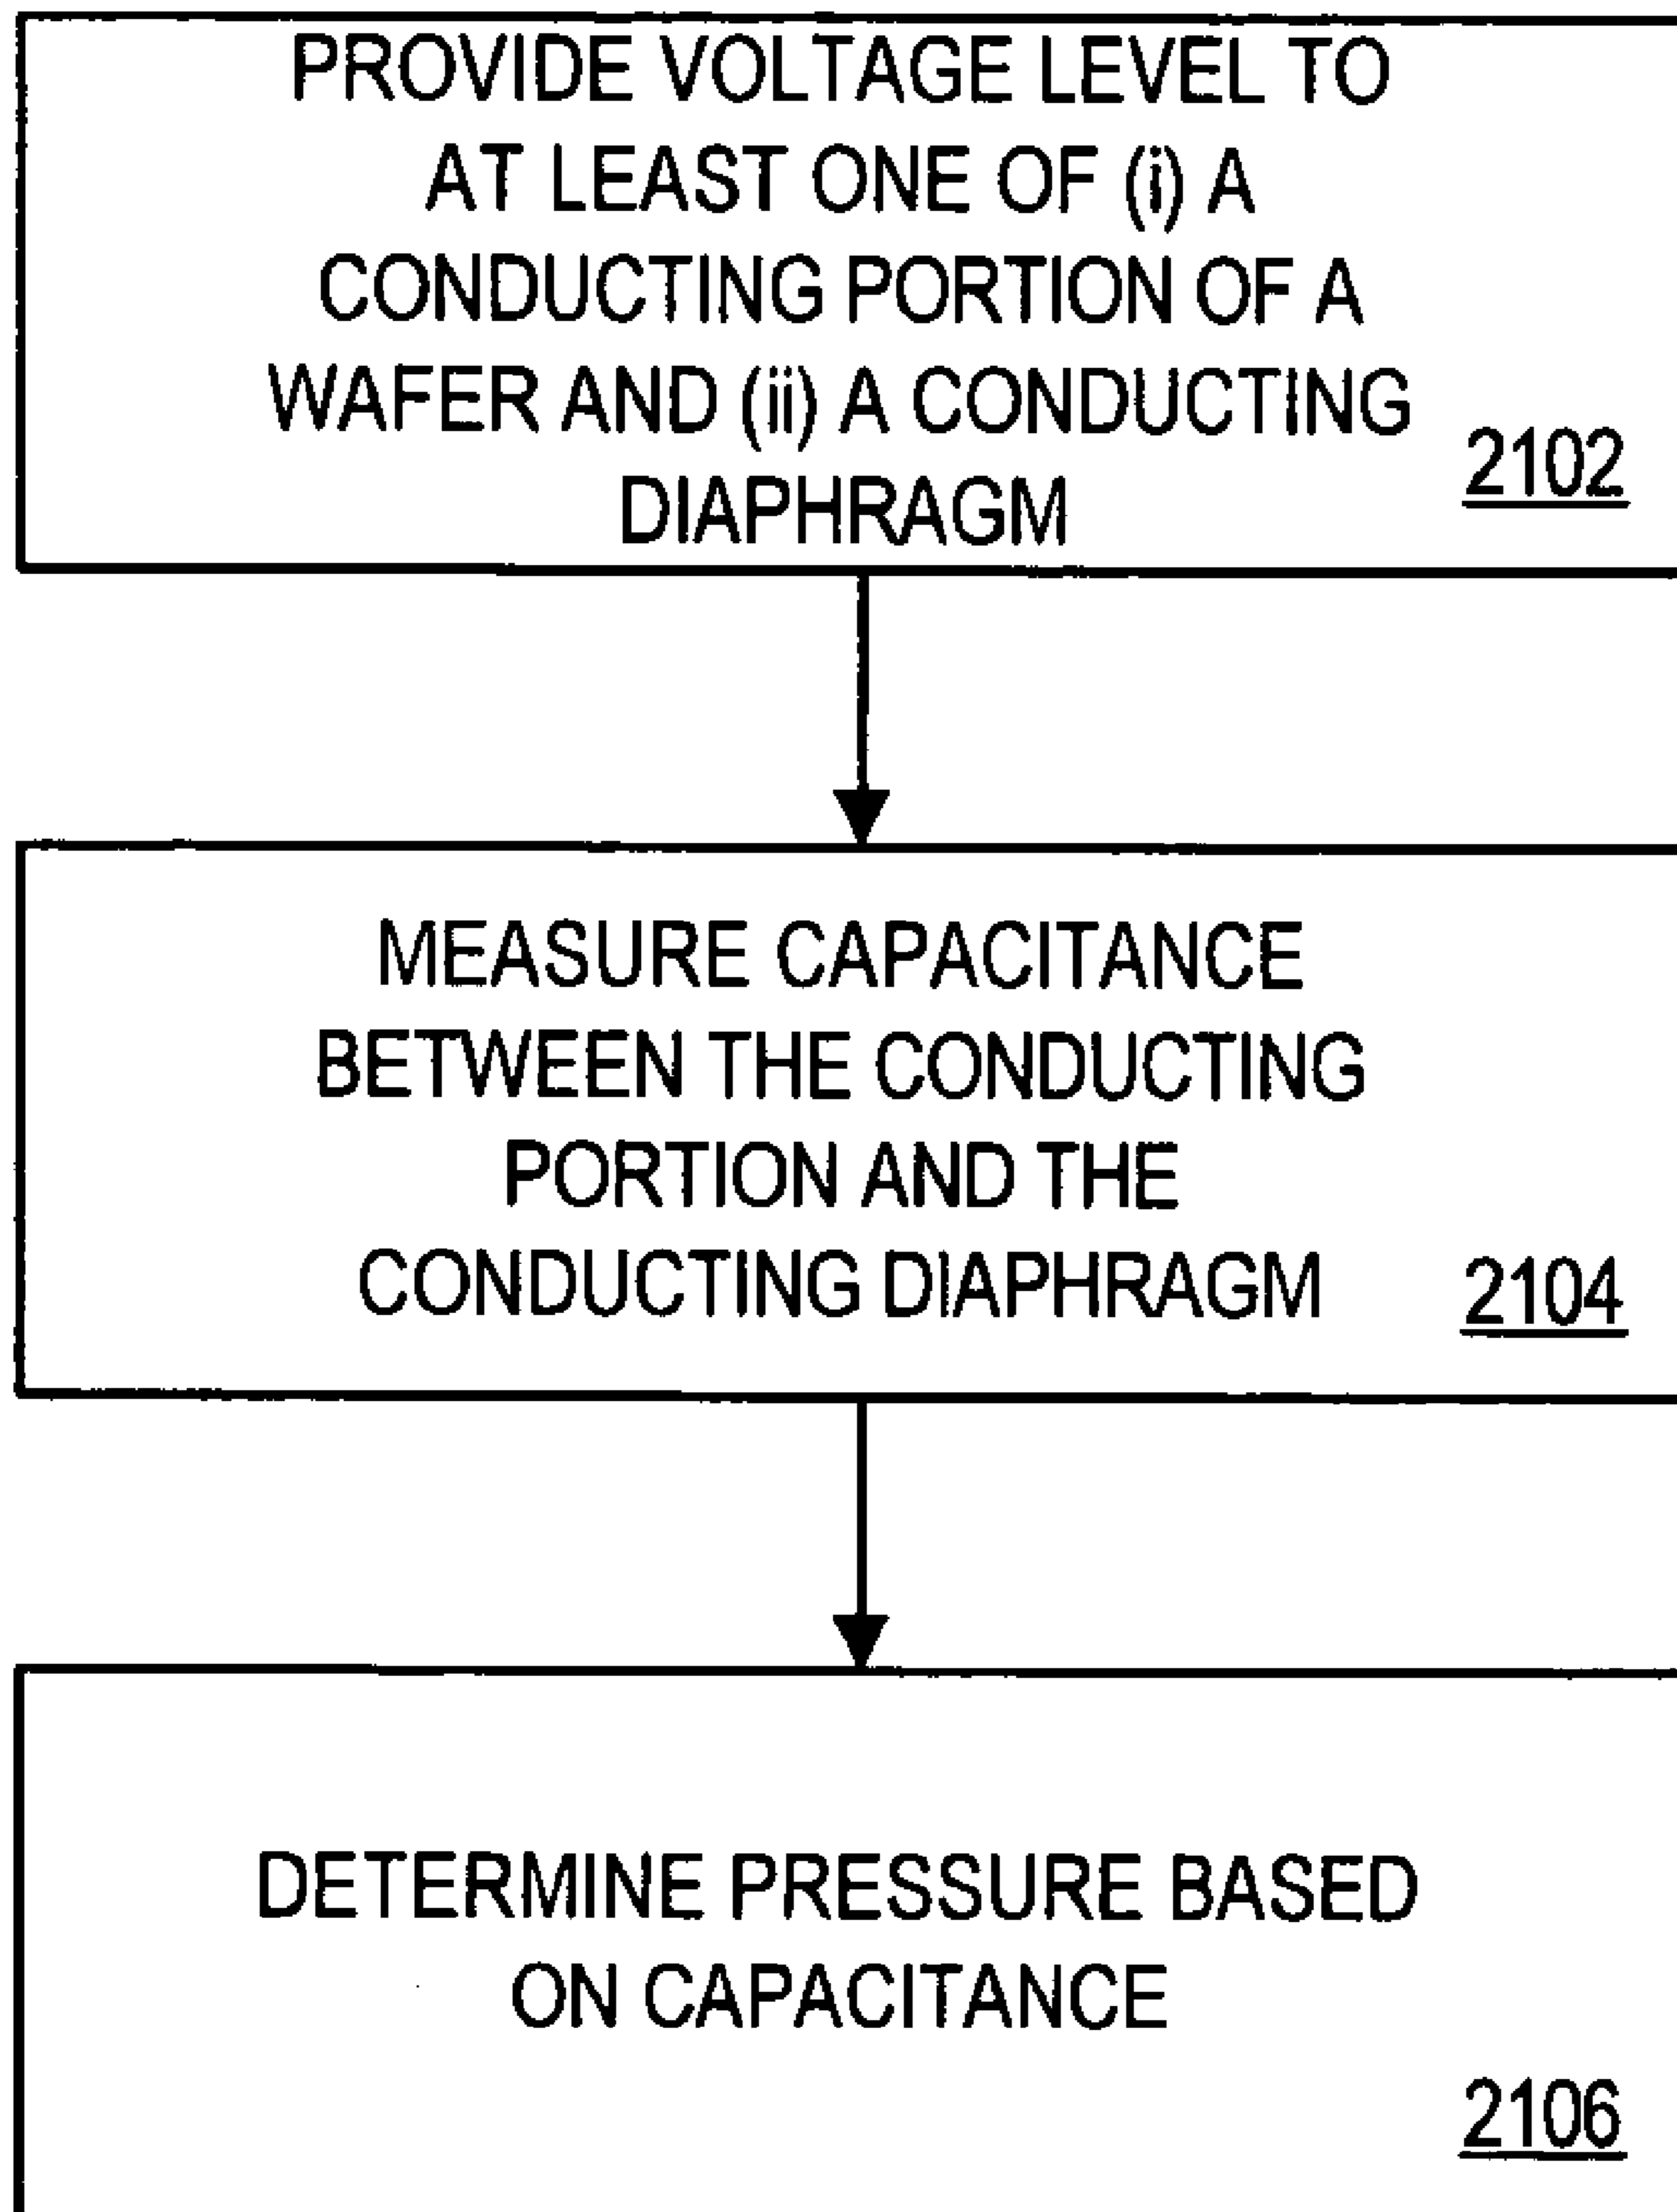 PROVIDE VOLTAGE LEVEL TO
AT LEAST ONE OF (i) A
CONDUCTING PORTION OF A
WAFER AND (ii) A CONDUCTING
DIAPHRAGM
2102
MEASURE CAPACITANCE
BETWEEN THE CONDUCTING
PORTION AND THE
CONDUCTING DIAPHRAGM
2104
DETERMINE PRESSURE BASED
ON CAPACITANCE
2106